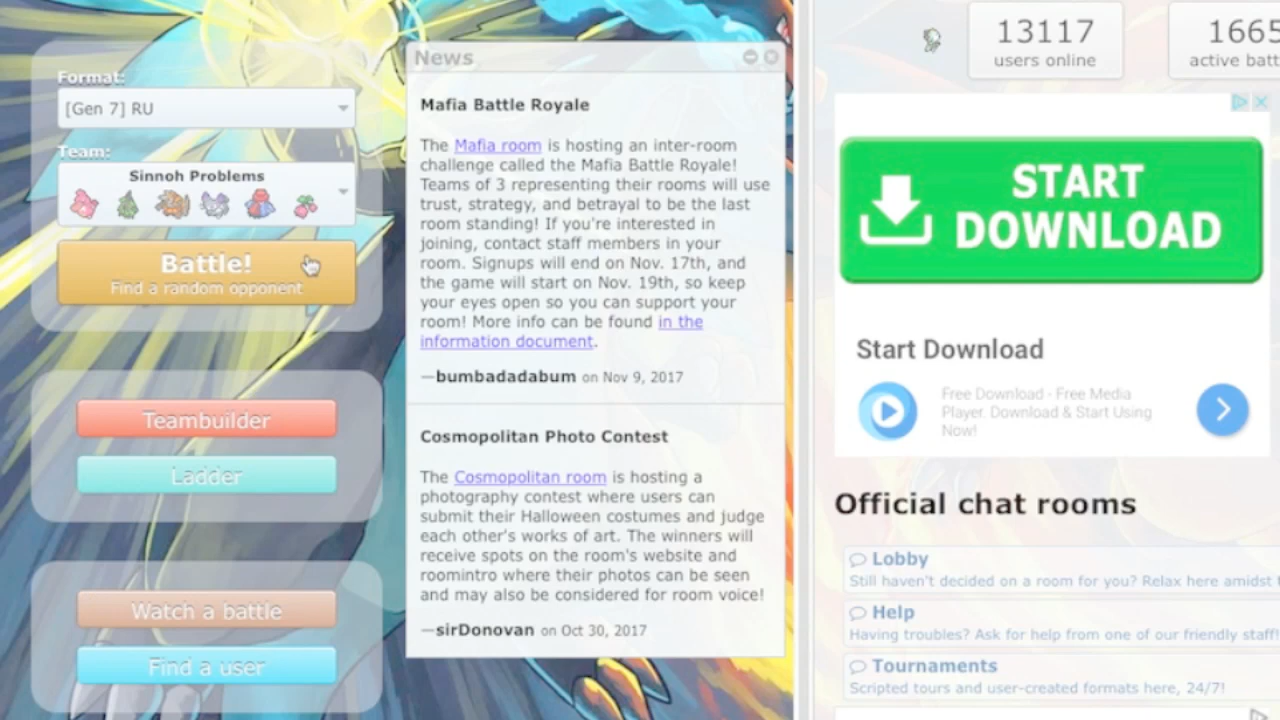 Format:
[Gen 7] RU
Team:
Sinnoh Problems
Battle!
Find a random opponent
Teambuilder
Ladder
Watch a battle
Find a user
News
Mafia Battle Royale
The Mafia room is hosting an inter-room
challenge called the Mafia Battle Royale!
Teams of 3 representing their rooms will use
trust, strategy, and betrayal to be the last
room standing! If you're interested in
joining, contact staff members in your
room. Signups will end on Nov. 17th, and
the game will start on Nov. 19th, so keep
your eyes open so you can support your
room! More info can be found in the
information document.
—bumbadadabum on Nov 9, 2017
Cosmopolitan Photo Contest
The Cosmopolitan room is hosting a
photography contest where users can
submit their Halloween costumes and judge
each other's works of art. The winners will
receive spots on the room's website and
roomintro where their photos can be seen
and may also be considered for room voice!
—sirDonovan on Oct 30, 2017
13117
users online
1665
active batt
START
DOWNLOAD
Start Download
Free Download - Free Media
Player. Download & Start Using
Now!
Official chat rooms
Lobby
Still haven't decided on a room for you? Relax here amidst t
Help
Having troubles? Ask for help from one of our friendly staff!
Tournaments
Scripted tours and user-created formats here, 24/7!